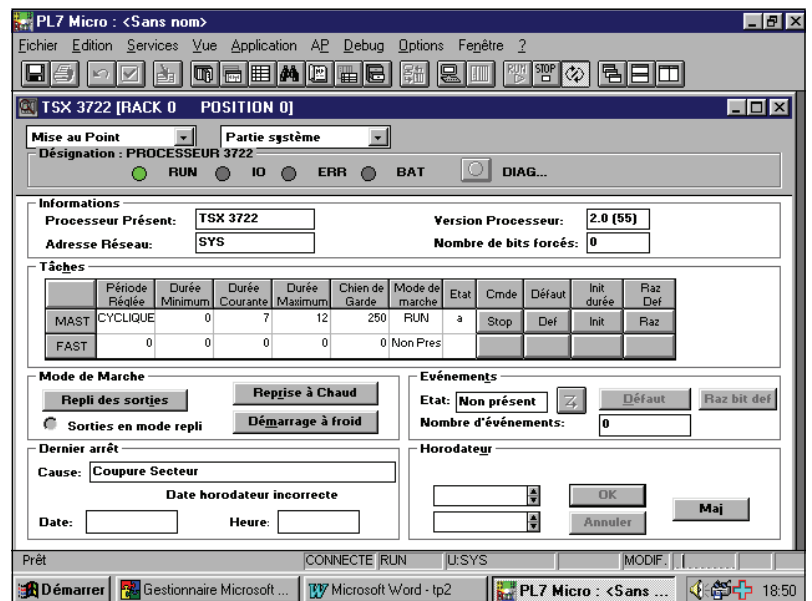 PL7 Micro : <Sans nom>
Fichier Edition Services Vue Application AP Debug Options Fenêtre ?
RUN STOP
TSX 3722 [RACK 0 POSITION 0]
Mise au Point Partie système
Désignation : PROCESSEUR 3722
RUN IO ERR BAT DIAG...
Informations
Processeur Présent: TSX 3722 Version Processeur: 2.0 (55)
Adresse Réseau: SYS Nombre de bits forcés: 0
Tâches
Période Réglée Durée Minimum Durée Courante Durée Maximum Chien de Garde Mode de marche Etat Cmde Défaut Init durée Raz Def
MAST CYCLIQUE 0 7 12 250 RUN a Stop Def Init Raz
FAST 0 0 0 0 0 Non Pres
Mode de Marche
Repli des sorties Reprise à Chaud
Sorties en mode repli Démarrage à froid
Evénements
Etat: Non présent Défaut Raz bit def
Nombre d'événements: 0
Dernier arrêt
Cause: Coupure Secteur
Date horodateur incorrecte
Date: Heure:
Horodateur
OK
Annuler
Maj
Prêt CONNECTE RUN U:SYS MODIF.
Démarrer Gestionnaire Microsoft ... Microsoft Word - tp2 PL7 Micro : <Sans ... 18:50